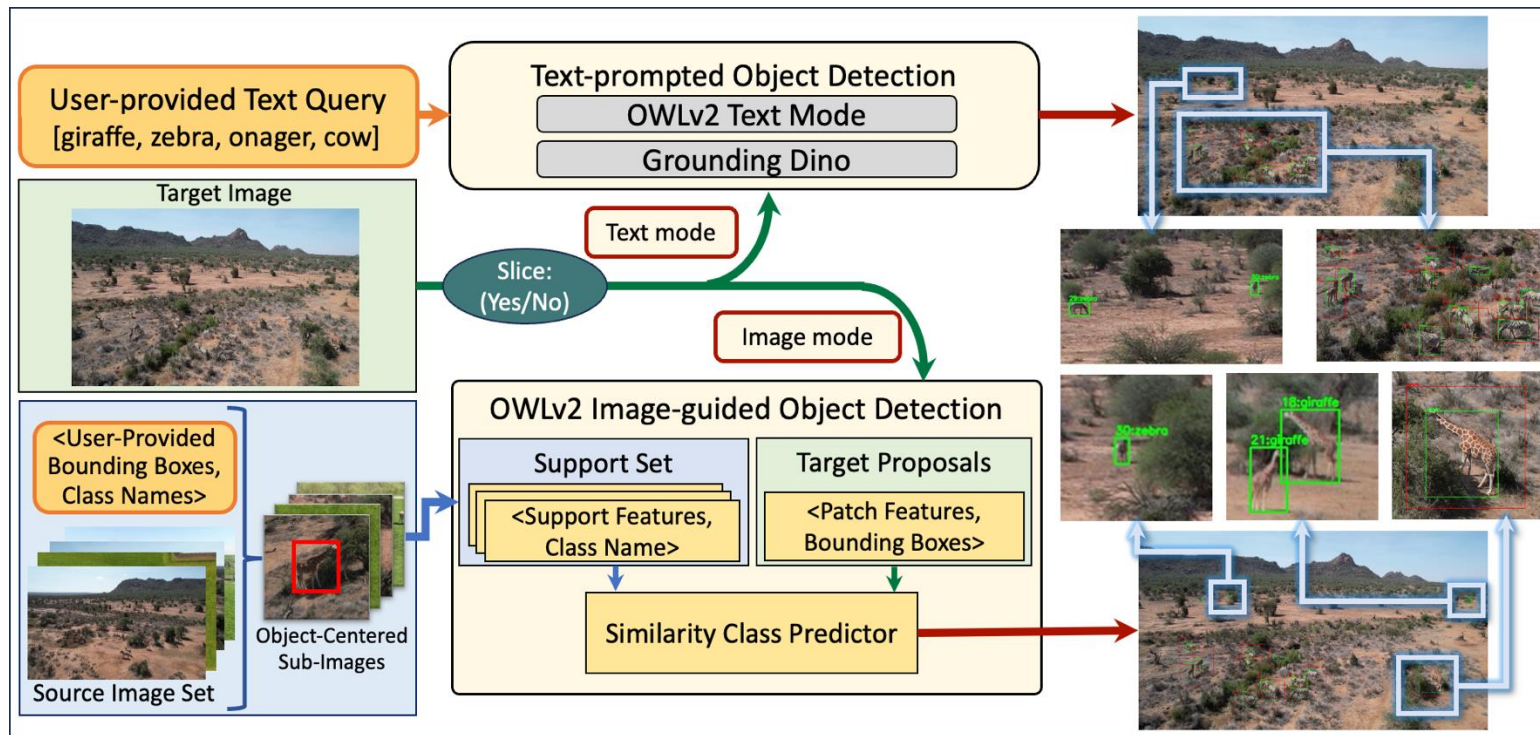 User-provided Text Query
[giraffe, zebra, onager, cow]
Text-prompted Object Detection
OWLv2 Text Mode
Grounding Dino
Target Image
Slice:
(Yes/No)
Text mode
Image mode
<User-Provided
Bounding Boxes,
Class Names>
Source Image Set
Object-Centered
Sub-Images
OWLv2 Image-guided Object Detection
Support Set
<Support Features,
Class Name>
Target Proposals
<Patch Features,
Bounding Boxes>
Similarity Class Predictor
30:zebra
18:giraffe
21:giraffe